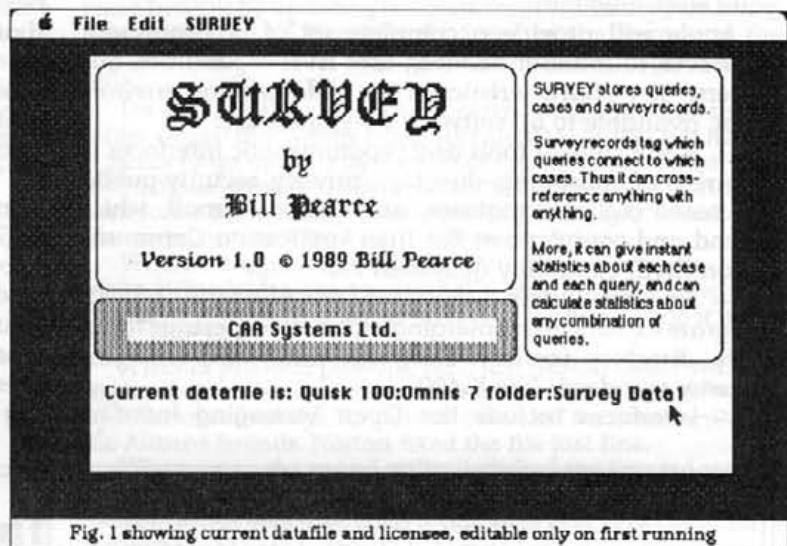 File Edit SURVEY
SURVEY
by
Bill Pearce
Version 1.0 © 1989 Bill Pearce
CAA Systems Ltd.
SURVEY stores queries,
cases and survey records.
Survey records tag which
queries connect to which
cases. Thus it can cross-
reference anything with
anything.
More, it can give instant
statistics about each case
and each query, and can
calculate statistics about
any combination of
queries.
Current datafile is: Quisk 100:Omnis 7 folder:Survey Data1
Fig. 1 showing current datafile and licensee, editable only on first running